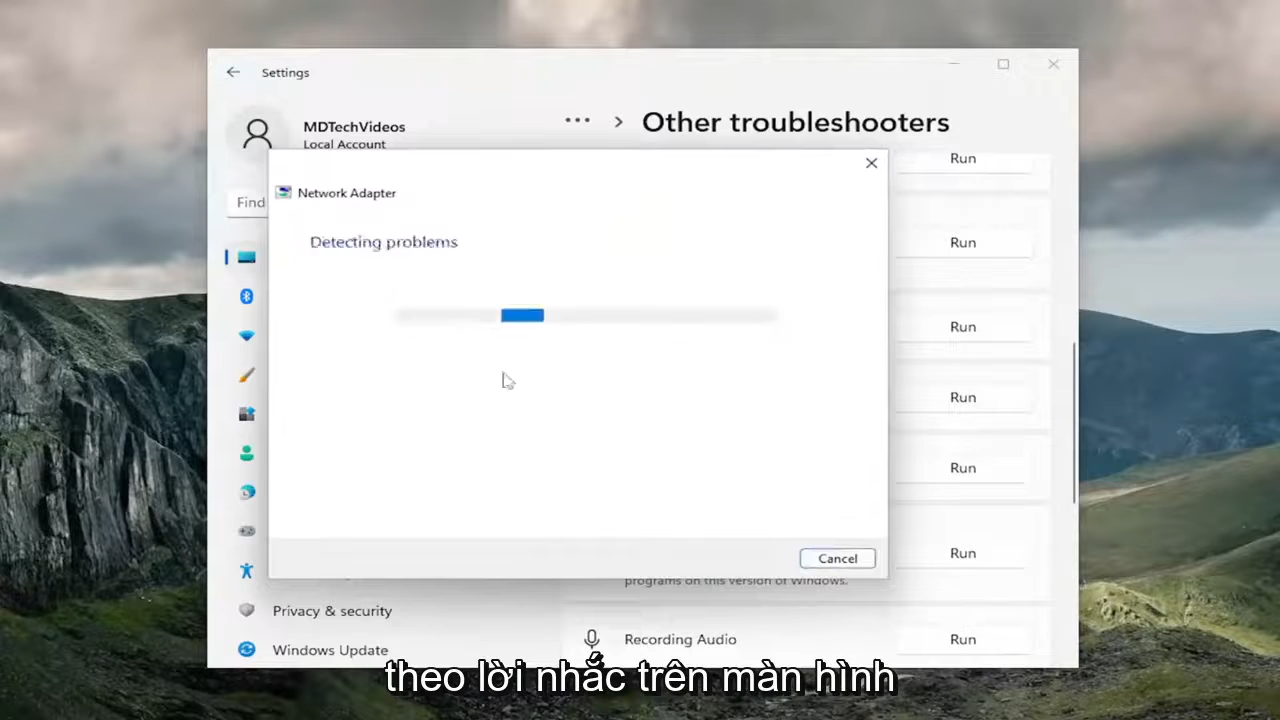 Settings
MDTechVideos
Local Account
Other troubleshooters
Run
Network Adapter
Find
Detecting problems
Run
Run
Run
Run
Run
Cancel
programs on this version of Windows.
Privacy & security
Recording Audio
Run
Windows Update
theo lời nhắc trên màn hình